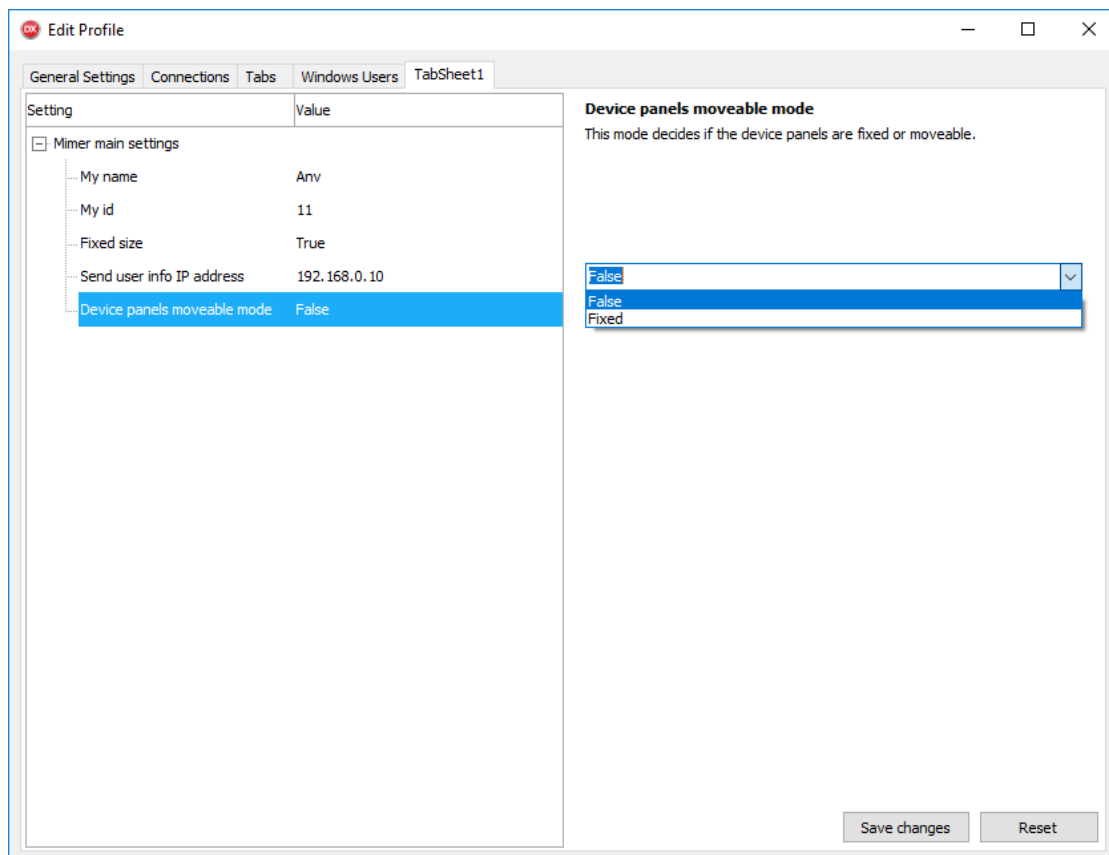 DX Edit Profile
General Settings Connections Tabs Windows Users TabSheet1
Setting Value
Mimer main settings
My name Anv
My id 11
Fixed size True
Send user info IP address 192.168.0.10
Device panels moveable mode False
Device panels moveable mode
This mode decides if the device panels are fixed or moveable.
False
False
Fixed
Save changes Reset